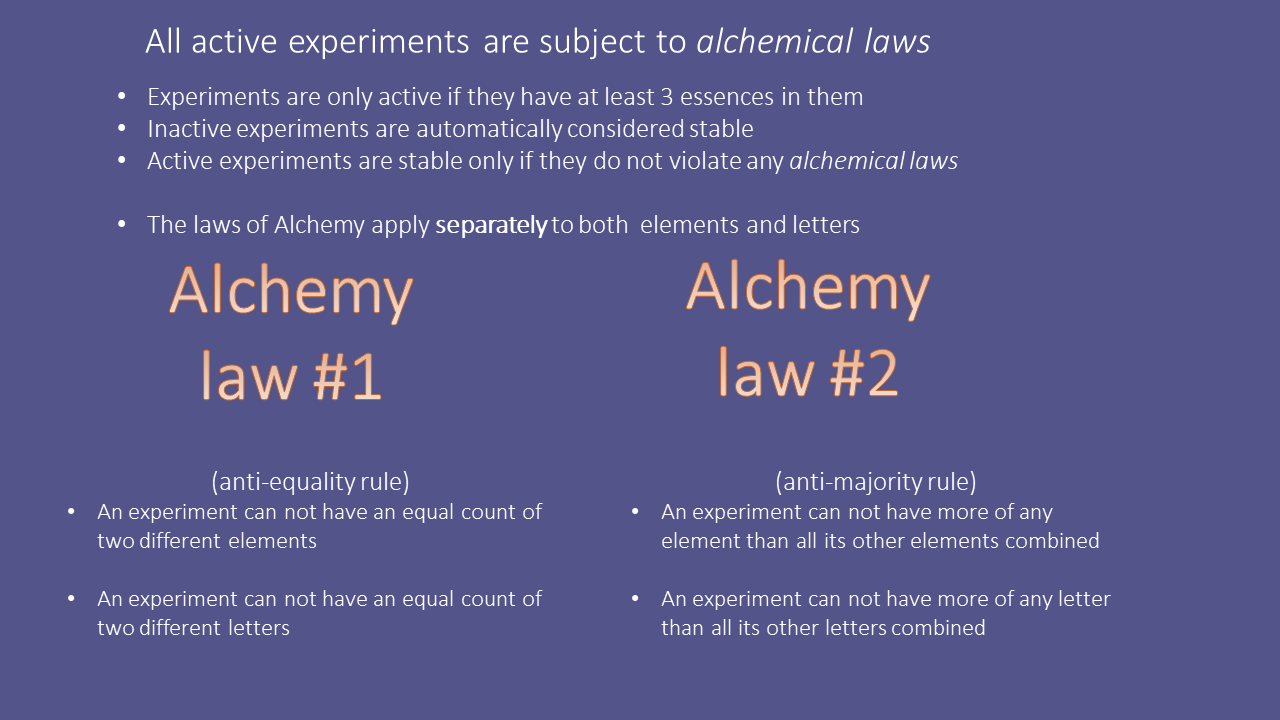 All active experiments are subject to alchemical laws
• Experiments are only active if they have at least 3 essences in them
• Inactive experiments are automatically considered stable
• Active experiments are stable only if they do not violate any alchemical laws
• The laws of Alchemy apply separately to both elements and letters
Alchemy
law #1
(anti-equality rule)
• An experiment can not have an equal count of
two different elements
• An experiment can not have an equal count of
two different letters
Alchemy
law #2
(anti-majority rule)
• An experiment can not have more of any
element than all its other elements combined
• An experiment can not have more of any letter
than all its other letters combined